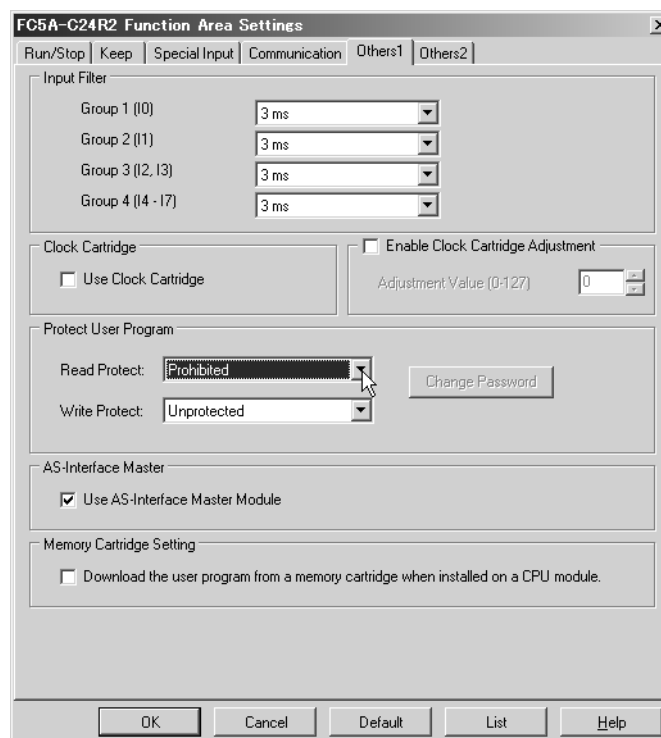 FC5A-C24R2 Function Area Settings
Run/Stop Keep Special Input Communication Others1 Others2
Input Filter
Group 1 (I0) 3 ms
Group 2 (I1) 3 ms
Group 3 (I2, I3) 3 ms
Group 4 (I4 - I7) 3 ms
Clock Cartridge
Use Clock Cartridge
Enable Clock Cartridge Adjustment
Adjustment Value (0-127) 0
Protect User Program
Read Protect: Prohibited
Change Password
Write Protect: Unprotected
AS-Interface Master
Use AS-Interface Master Module
Memory Cartridge Setting
Download the user program from a memory cartridge when installed on a CPU module.
OK Cancel Default List Help